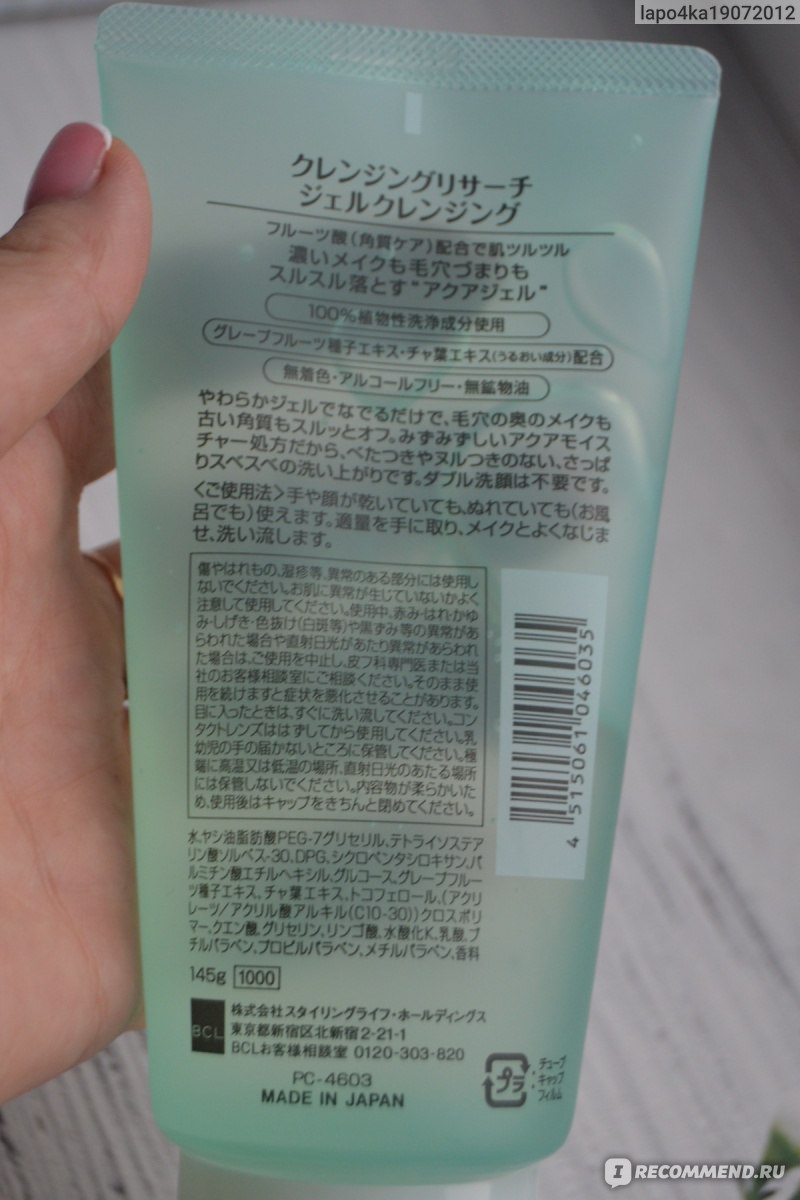 lapo4ka19072012
クレンジングリサーチ
ジェルクレンジング
フルーツ酸(角質ケア)配合で肌ツルツル
濃いメイクも毛穴づまりも
スルスル落とす"アクアジェル"
100%植物性洗浄成分使用
グレープフルーツ種子エキス・チャ葉エキス(うるおい成分)配合
無着色・アルコールフリー・無鉱物油
やわらかジェルでなでるだけで、毛穴の奥のメイクも
古い角質もスルッとオフ。みずみずしいアクアモイス
チャー処方だから、べたつきやヌルつきのない、さっぱ
りスベスベの洗い上がりです。ダブル洗顔は不要です。
〈ご使用法〉手や顔が乾いていても、ぬれていても(お風
呂でも)使えます。適量を手に取り、メイクとよくなじま
せ、洗い流します。
傷やはれもの、湿疹等、異常のある部分には使用し
ないでください。お肌に異常が生じていないかよく
注意して使用してください。使用中、赤み・はれ・かゆ
み・しげき・色抜け(白斑等)や黒ずみ等の異常があ
らわれた場合や直射日光があたり異常があらわれ
た場合は、ご使用を中止し、皮フ科専門医または当
社のお客様相談室にご相談ください。そのまま使
用を続けますと症状を悪化させることがあります。
目に入ったときは、すぐに洗い流してください。コン
タクトレンズははずしてから使用してください。乳
幼児の手の届かないところに保管してください。極
端に高温又は低温の場所、直射日光のあたる場所
には保管しないでください。内容物が柔らかいた
め、使用後はキャップをきちんと閉めてください。
4 515061 046035
水、ヤシ油脂肪酸PEG-7グリセリル、テトライソステア
リン酸ソルベス-30、DPG、シクロペンタシロキサン、パ
ルミチン酸エチルヘキシル、グルコース、グレープフルー
ツ種子エキス、チャ葉エキス、トコフェロール、(アクリ
レーツ/アクリル酸アルキル(C10-30))クロスポリ
マー、クエン酸、グリセリン、リンゴ酸、水酸化K、乳酸、ブ
チルパラベン、プロピルパラベン、メチルパラベン、香料
145g 1000
BCL
株式会社スタイリングライフ・ホールディングス
東京都新宿区北新宿2-21-1
BCLお客様相談室 0120-303-820
PC-4603
MADE IN JAPAN
プラ
チューブ
キャップ
フィルム
IRECOMMEND.RU